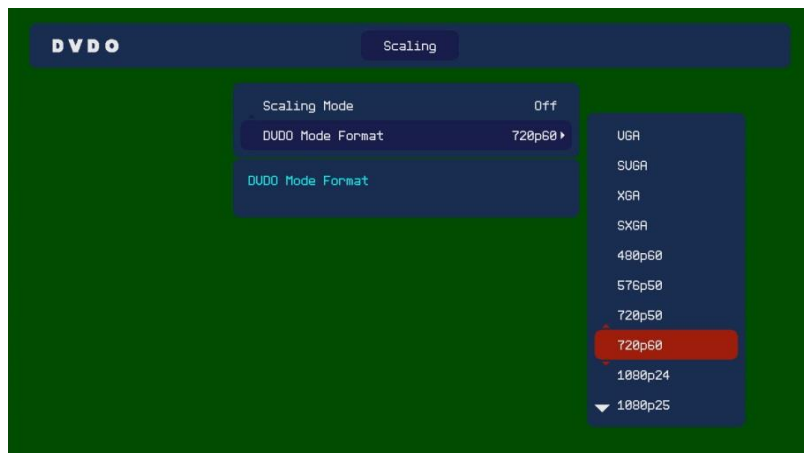 DVDO
Scaling
Scaling Mode Off
DVDO Mode Format 720p60
DVDO Mode Format
VGA
SVGA
XGA
SXGA
480p60
576p50
720p50
720p60
1080p24
1080p25